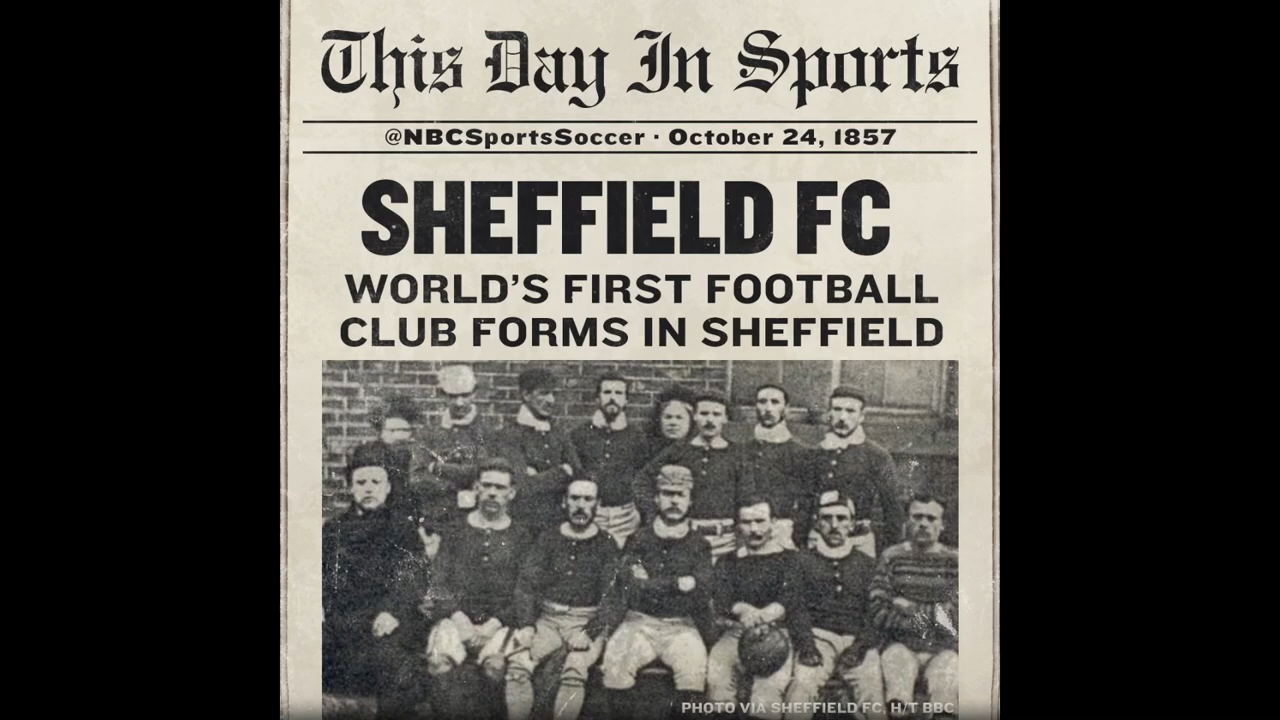 This Day In Sports
@NBCSportsSoccer · October 24, 1857
SHEFFIELD FC
WORLD'S FIRST FOOTBALL
CLUB FORMS IN SHEFFIELD
PHOTO VIA SHEFFIELD FC, H/T BBC